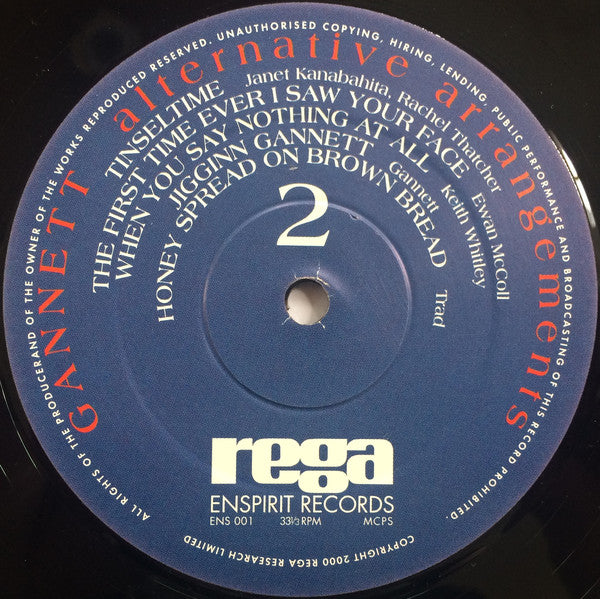 ALL RIGHTS OF THE PRODUCERAND OF THE OWNER OF THE WORKS REPRODUCED RESERVED. UNAUTHORISED COPYING, HIRING, LENDING, PUBLIC PERFORMANCE AND BROADCASTING OF THIS RECORD PROHIBITED.
GANNETT alternative arrangements
TINSELTIME Janet Kanabahita, Rachel Thatcher
THE FIRST TIME EVER I SAW YOUR FACE Ewan McColl
WHEN YOU SAY NOTHING AT ALL Keith Whitley
JIGGINN GANNETT Gannett
HONEY SPREAD ON BROWN BREAD Trad
2
rega
ENSPIRIT RECORDS
ENS 001 33⅓ RPM MCPS
COPYRIGHT 2000 REGA RESEARCH LIMITED